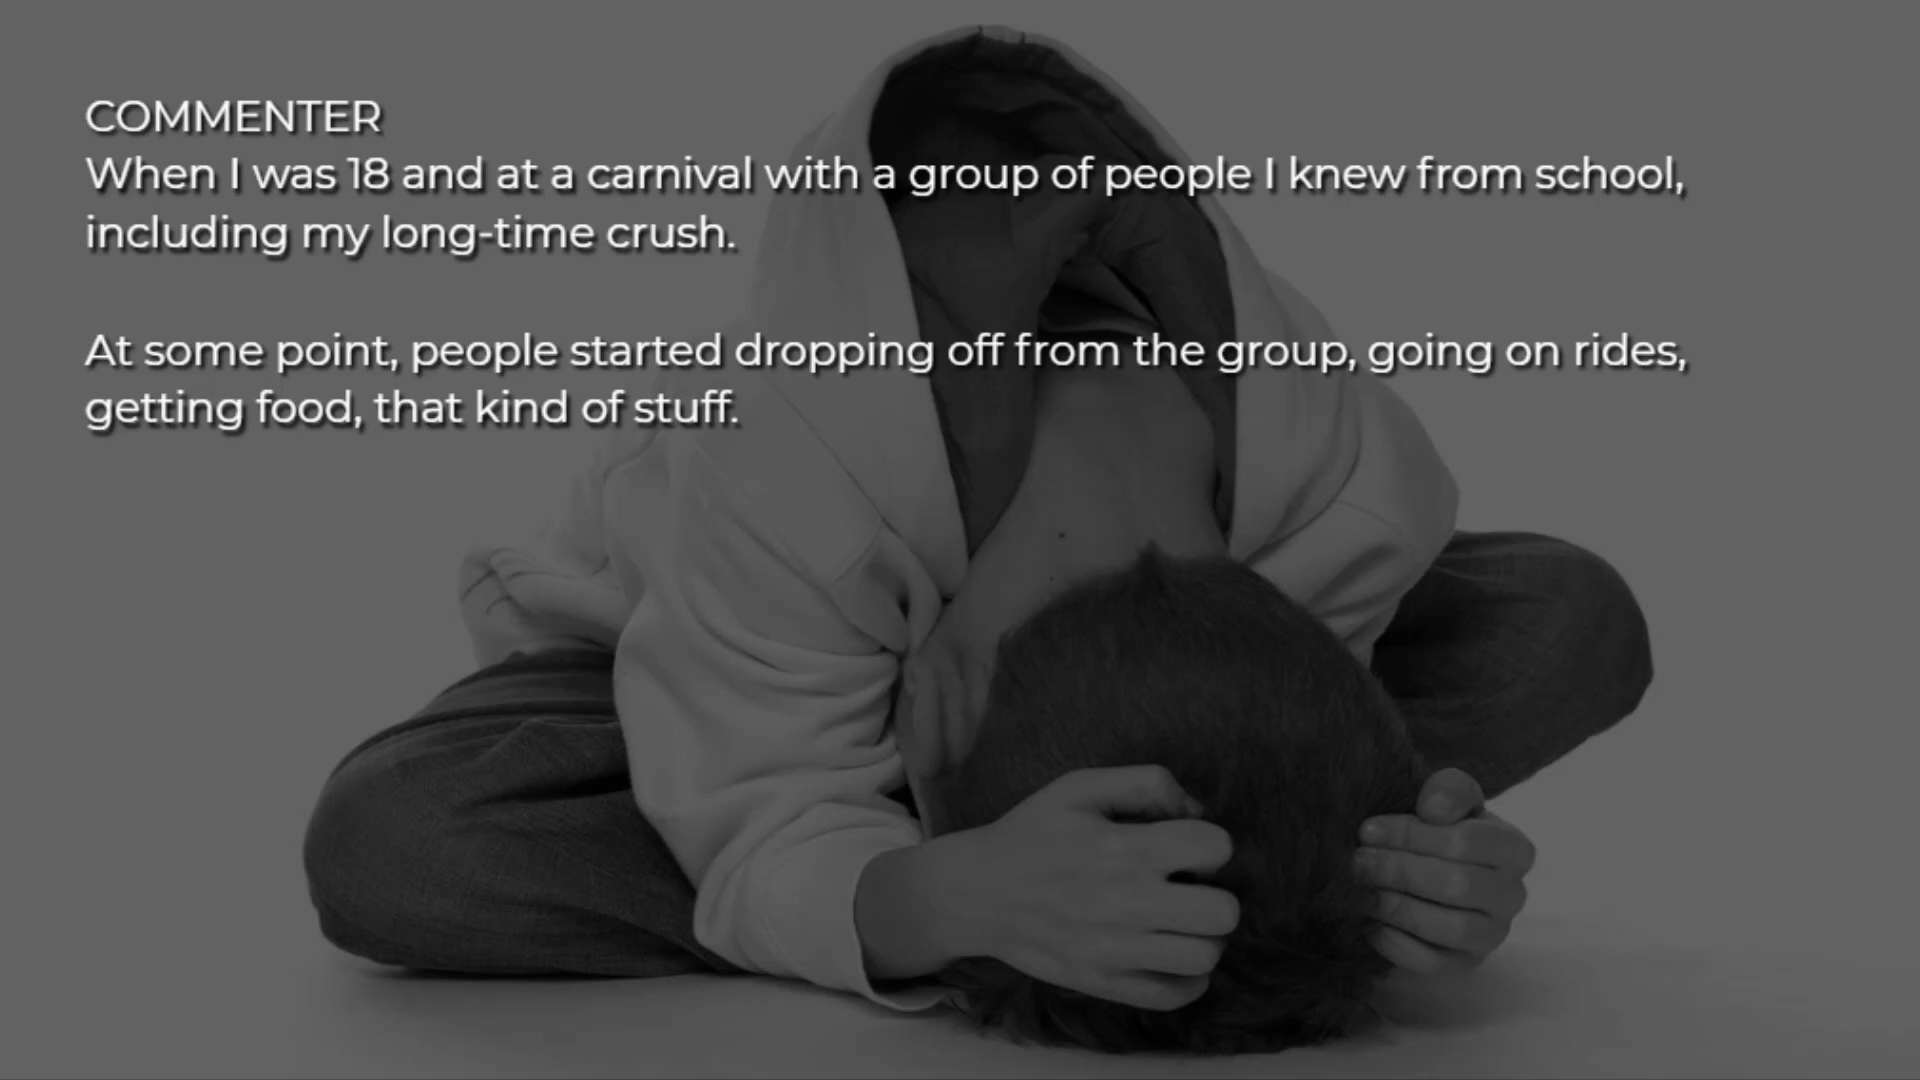 COMMENTER
When I was 18 and at a carnival with a group of people I knew from school,
including my long-time crush.
At some point, people started dropping off from the group, going on rides,
getting food, that kind of stuff.